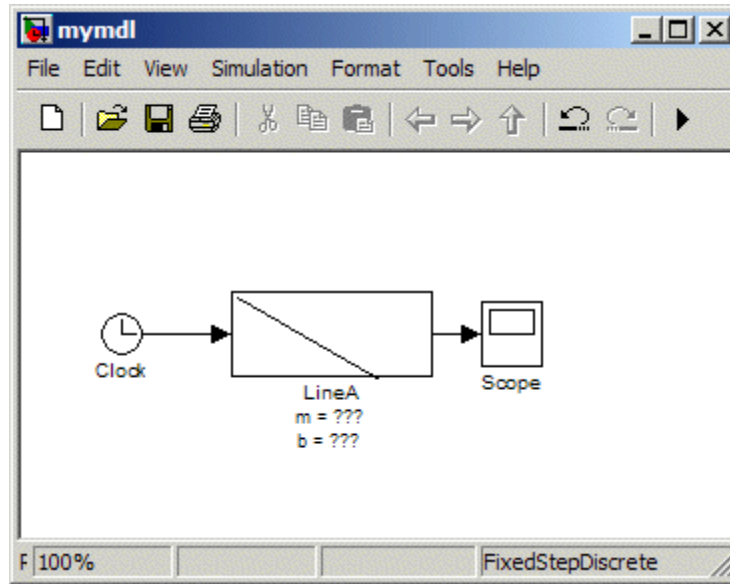 mymdl
File Edit View Simulation Format Tools Help
Clock
LineA
m = ???
b = ???
Scope
F 100% FixedStepDiscrete